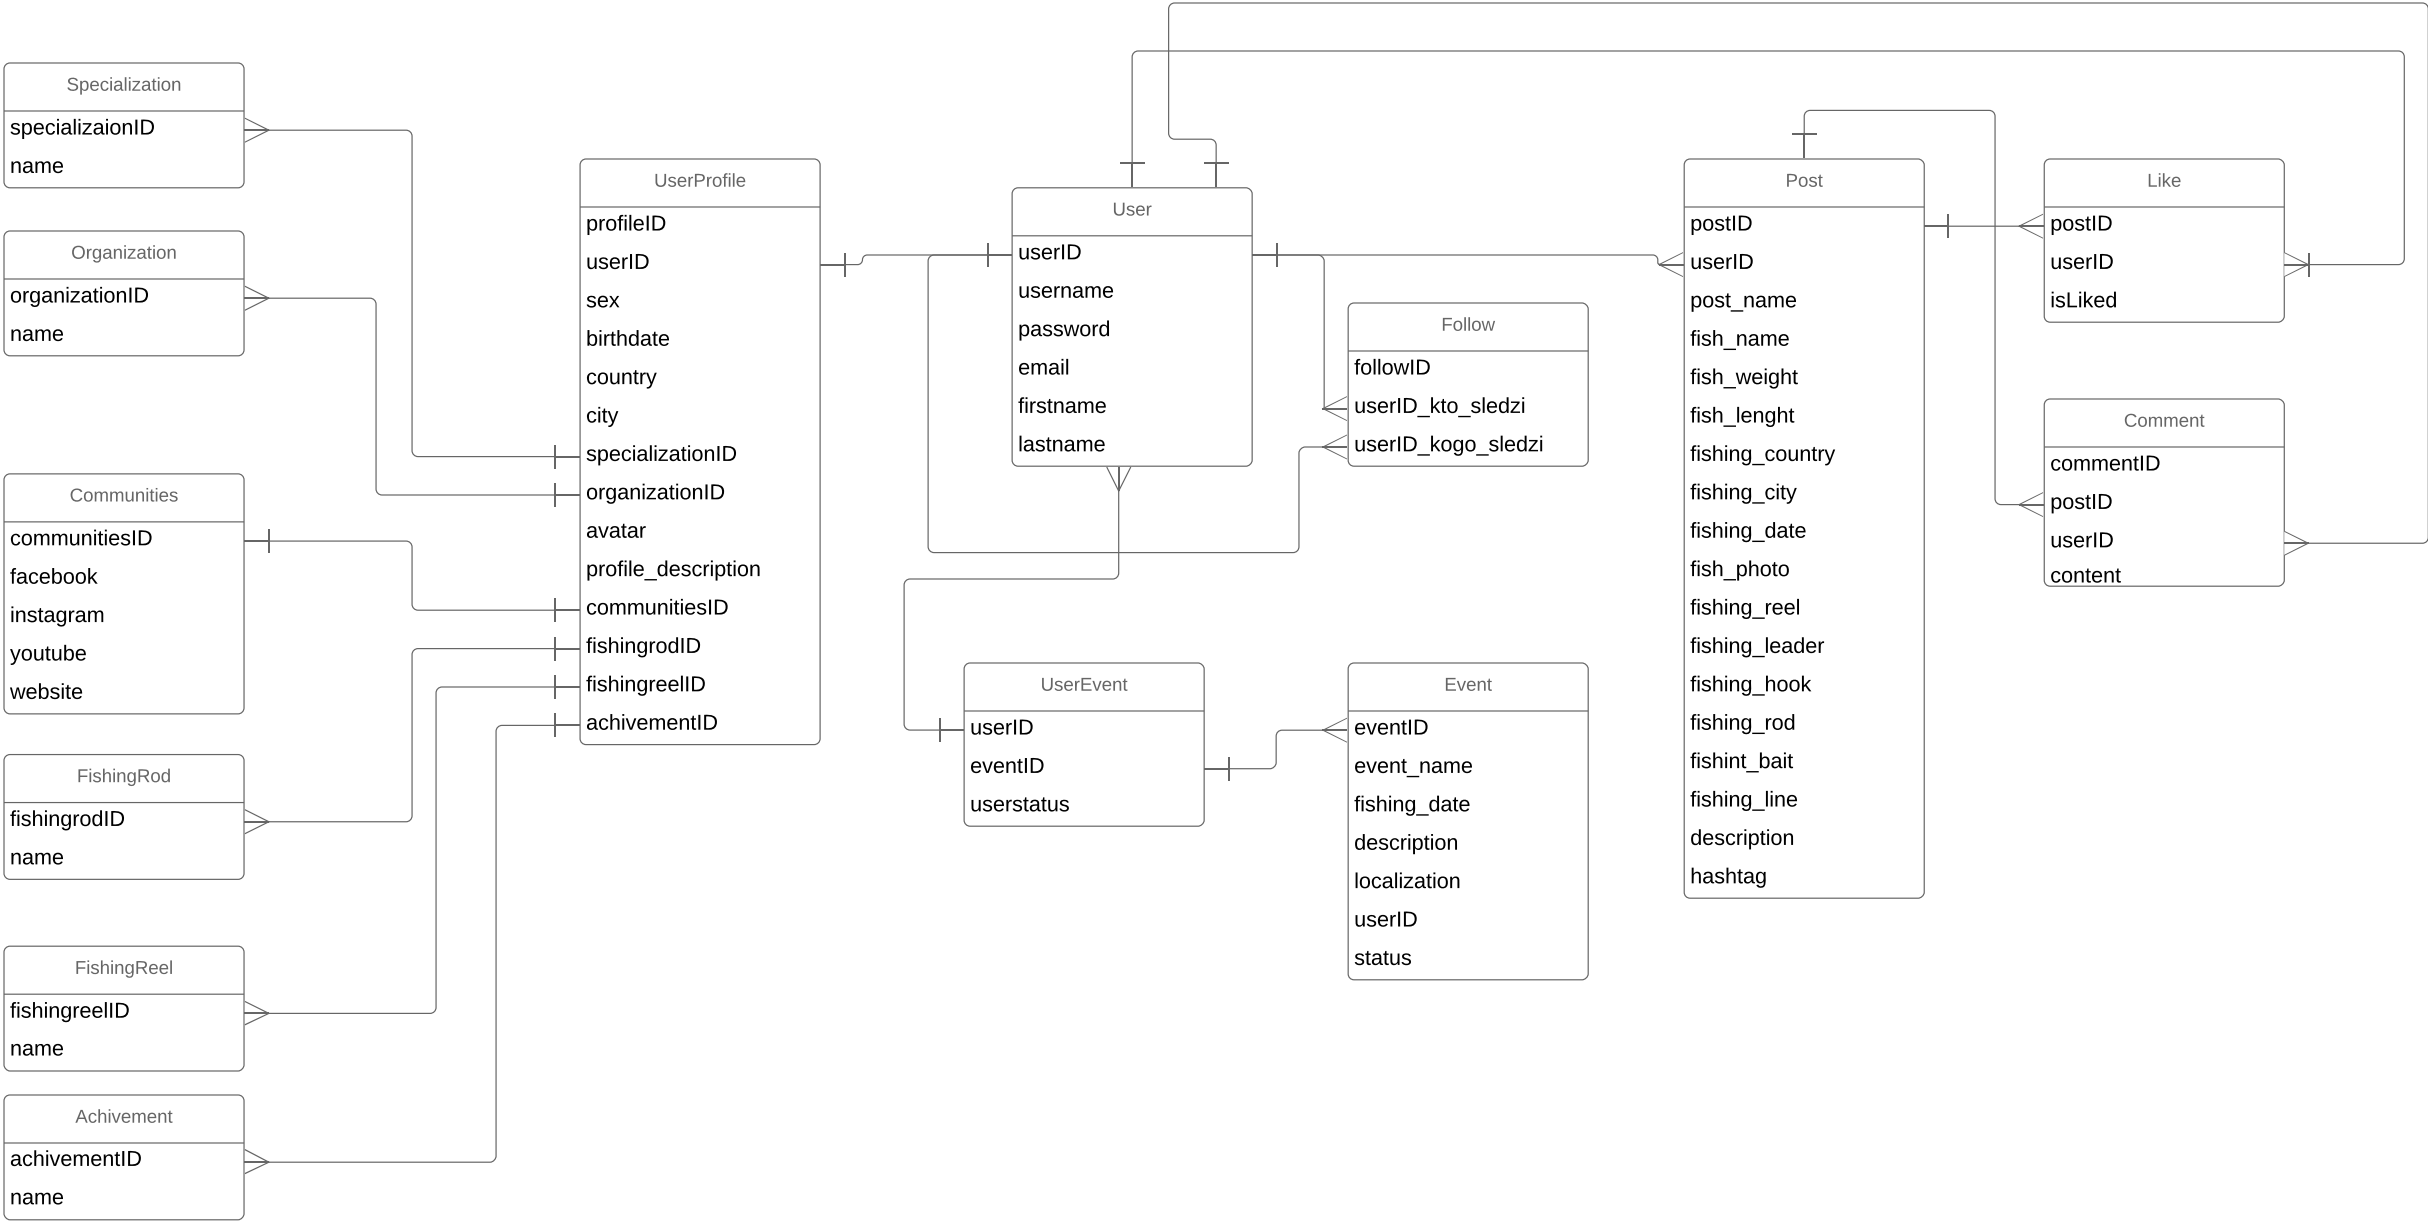 Specialization
specializaionID
name
Organization
organizationID
name
Communities
communitiesID
facebook
instagram
youtube
website
FishingRod
fishingrodID
name
FishingReel
fishingreelID
name
Achivement
achivementID
name
UserProfile
profileID
userID
sex
birthdate
country
city
specializationID
organizationID
avatar
profile_description
communitiesID
fishingrodID
fishingreelID
achivementID
User
userID
username
password
email
firstname
lastname
Follow
followID
userID_kto_sledzi
userID_kogo_sledzi
UserEvent
userID
eventID
userstatus
Event
eventID
event_name
fishing_date
description
localization
userID
status
Post
postID
userID
post_name
fish_name
fish_weight
fish_lenght
fishing_country
fishing_city
fishing_date
fish_photo
fishing_reel
fishing_leader
fishing_hook
fishing_rod
fishint_bait
fishing_line
description
hashtag
Like
postID
userID
isLiked
Comment
commentID
postID
userID
content